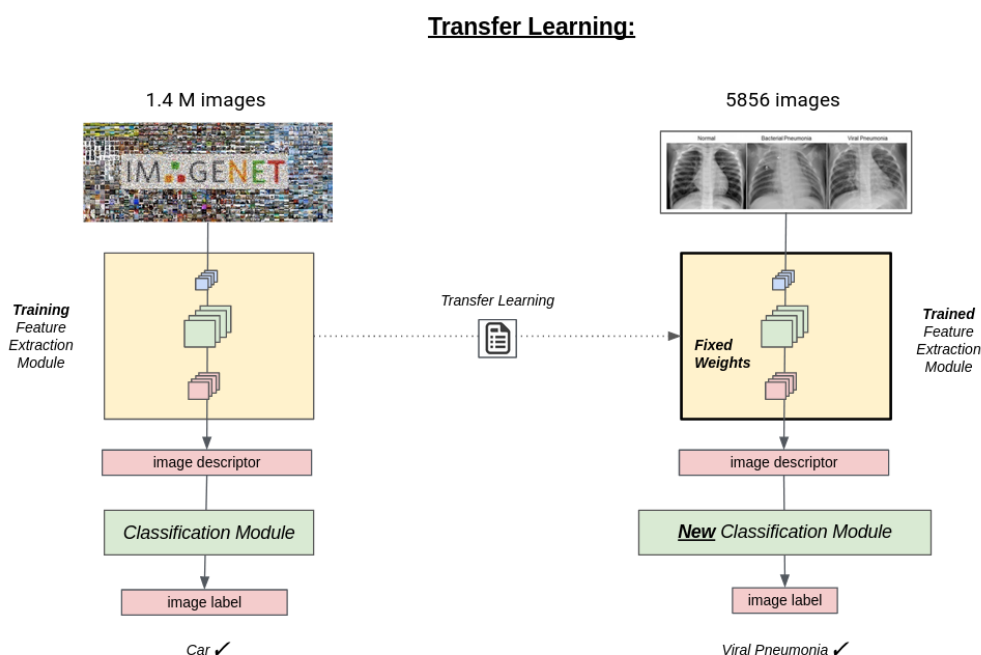 Transfer Learning:
1.4 M images
IMAGENET
Training
Feature
Extraction
Module
image descriptor
Classification Module
image label
Car ✓
Transfer Learning
5856 images
Normal
Bacterial Pneumonia
Viral Pneumonia
Fixed
Weights
Trained
Feature
Extraction
Module
image descriptor
New Classification Module
image label
Viral Pneumonia ✓